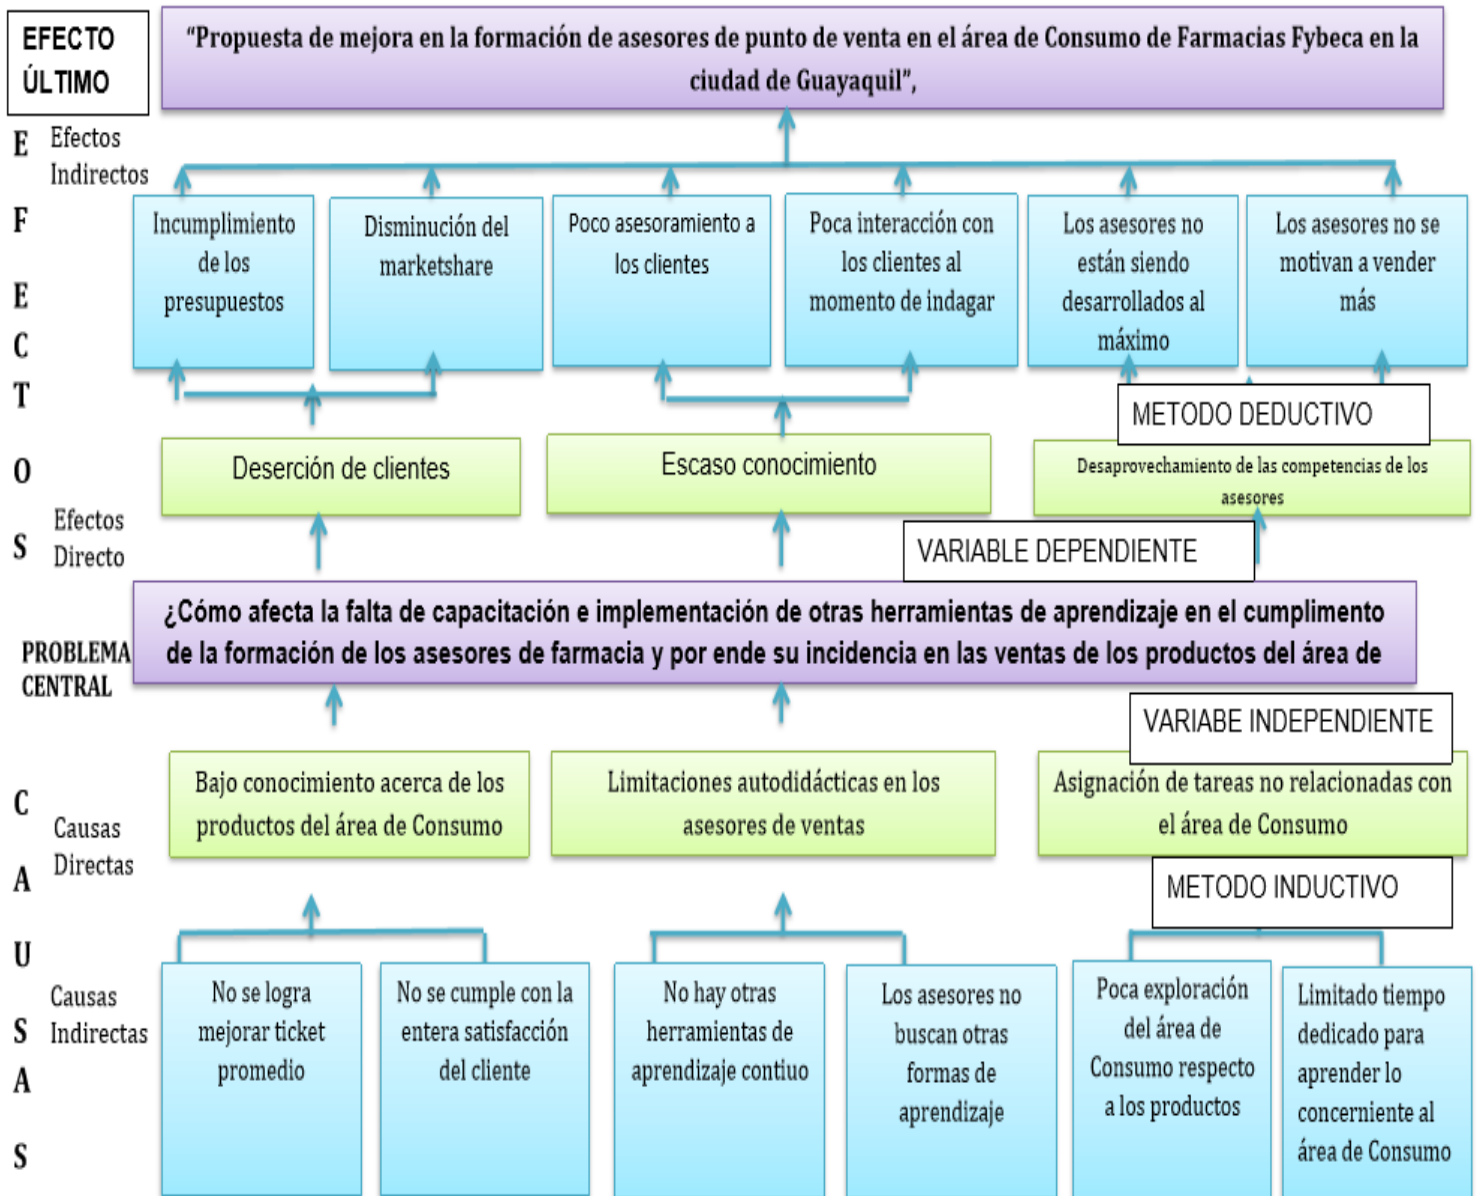 EFECTO
ÚLTIMO
“Propuesta de mejora en la formación de asesores de punto de venta en el área de Consumo de Farmacias Fybeca en la
ciudad de Guayaquil”,
E
F
E
C
T
O
S
Efectos
Indirectos
Incumplimiento
de los
presupuestos
Disminución del
marketshare
Poco asesoramiento a
los clientes
Poca interacción con
los clientes al
momento de indagar
Los asesores no
están siendo
desarrollados al
máximo
Los asesores no se
motivan a vender
más
METODO DEDUCTIVO
Deserción de clientes
Escaso conocimiento
Desaprovechamiento de las competencias de los
asesores
Efectos
Directo
VARIABLE DEPENDIENTE
PROBLEMA
CENTRAL
¿Cómo afecta la falta de capacitación e implementación de otras herramientas de aprendizaje en el cumplimento
de la formación de los asesores de farmacia y por ende su incidencia en las ventas de los productos del área de
VARIABE INDEPENDIENTE
C
A
U
S
A
S
Causas
Directas
Bajo conocimiento acerca de los
productos del área de Consumo
Limitaciones autodidácticas en los
asesores de ventas
Asignación de tareas no relacionadas con
el área de Consumo
METODO INDUCTIVO
Causas
Indirectas
No se logra
mejorar ticket
promedio
No se cumple con la
entera satisfacción
del cliente
No hay otras
herramientas de
aprendizaje contiuo
Los asesores no
buscan otras
formas de
aprendizaje
Poca exploración
del área de
Consumo respecto
a los productos
Limitado tiempo
dedicado para
aprender lo
concerniente al
área de Consumo